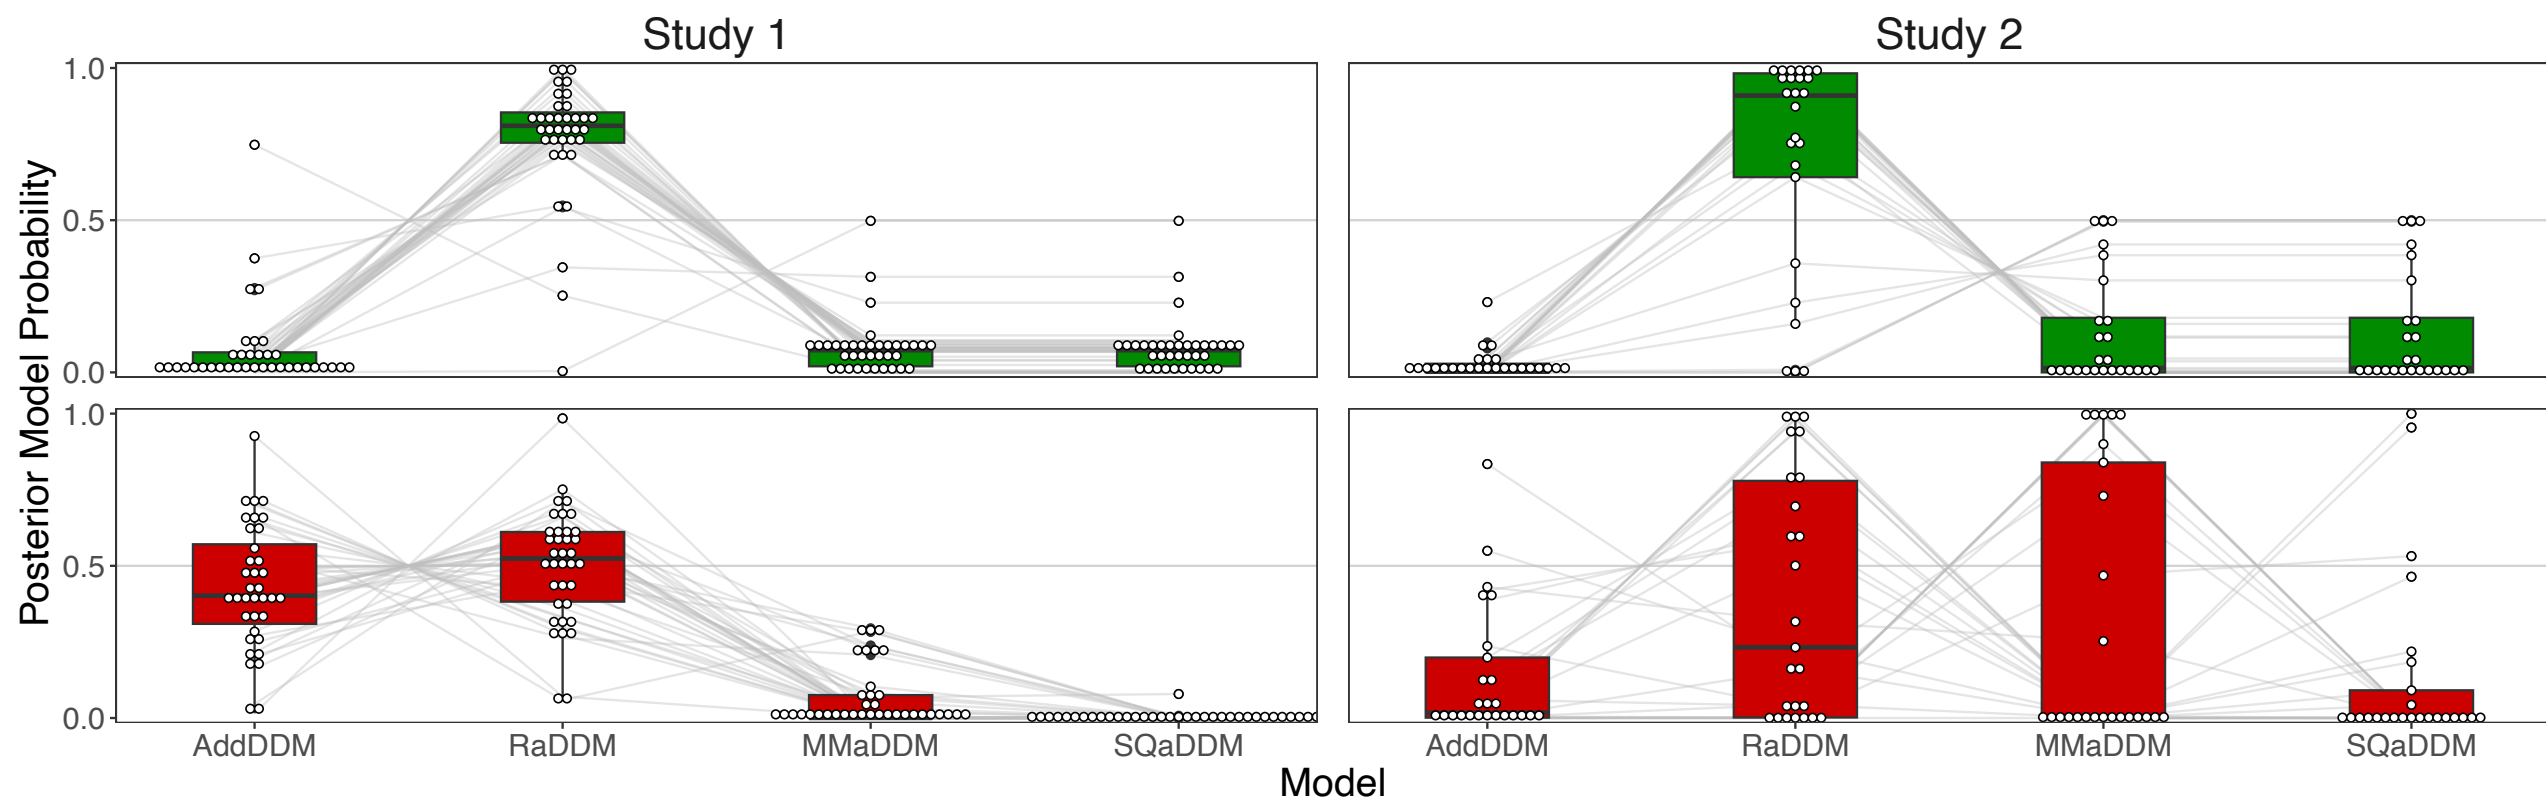 Study 1
Study 2
Posterior Model Probability
1.0
0.5
0.0
1.0
0.5
0.0
AddDDM RaDDM MMaDDM SQaDDM AddDDM RaDDM MMaDDM SQaDDM
Model